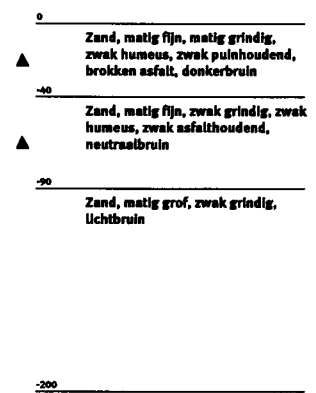 0
Zand, matig fijn, matig grindig,
zwak humeus, zwak puinhoudend,
brokken asfalt, donkerbruin
-40
Zand, matig fijn, zwak grindig, zwak
humeus, zwak asfalthoudend,
neutraalbruin
-90
Zand, matig grof, zwak grindig,
lichtbruin
-200